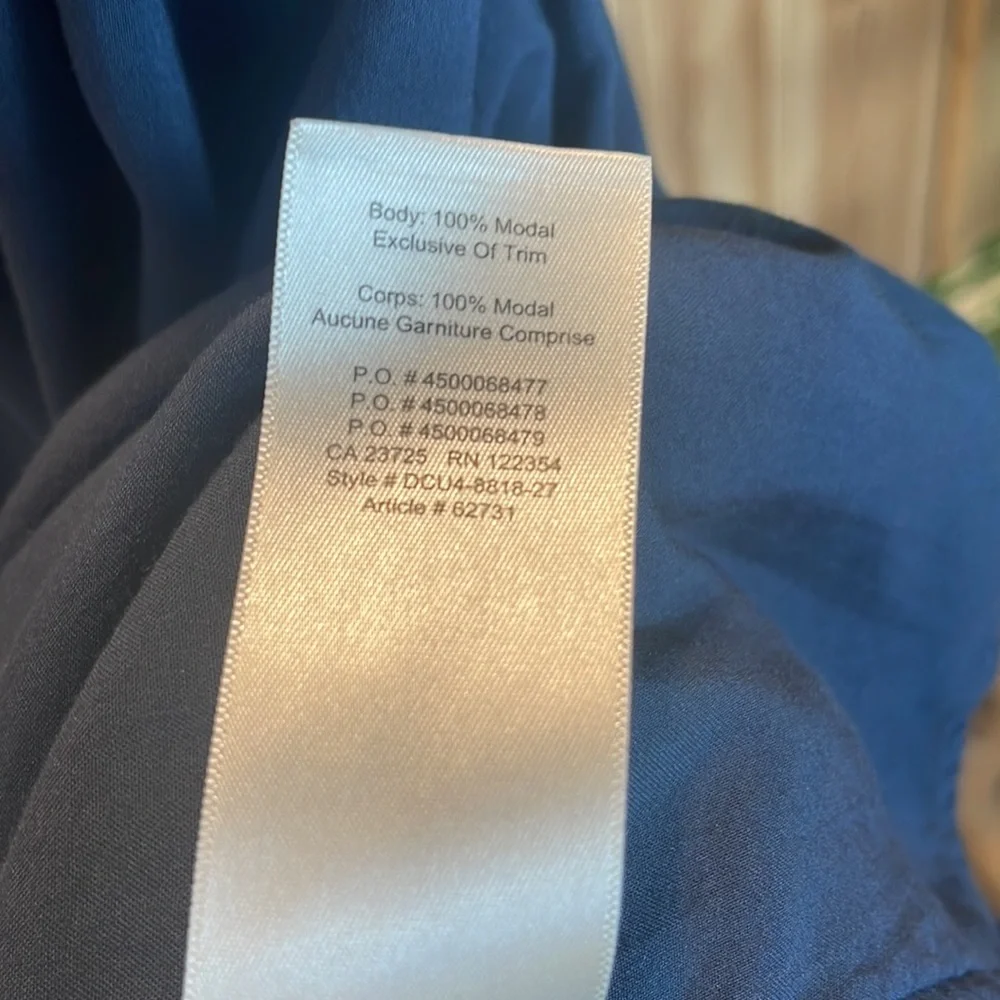 Body: 100% Modal
Exclusive Of Trim
Corps: 100% Modal
Aucune Garniture Comprise
P.O. # 4500068477
P.O. # 4500068478
P.O. # 4500068479
CA 23725 RN 122354
Style # DCU4-8818-27
Article # 62731